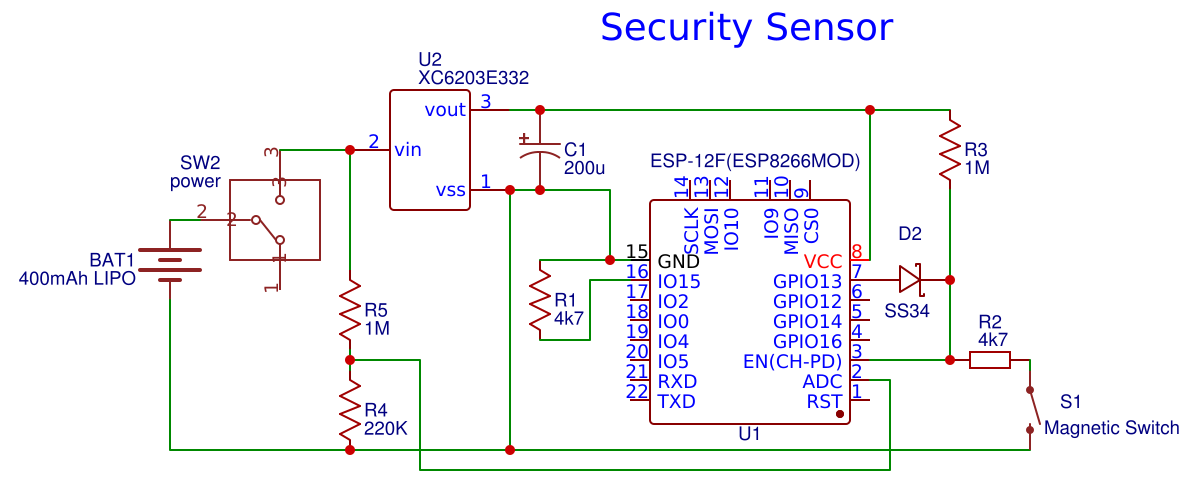 Security Sensor
U2
XC6203E332
vout 3
2 vin
vss 1
C1
200u
SW2
power
3
3
2
2
1
1
BAT1
400mAh LIPO
R5
1M
R4
220K
R1
4k7
ESP-12F(ESP8266MOD)
14 13 12 11 10 9
SCLK MOSI IO10 IO9 MISO CS0
15 GND VCC 8
16 IO15 GPIO13 7
17 IO2 GPIO12 6
18 IO0 GPIO14 5
19 IO4 GPIO16 4
20 IO5 EN(CH-PD) 3
21 RXD ADC 2
22 TXD RST 1
U1
R3
1M
D2
SS34
R2
4k7
S1
Magnetic Switch